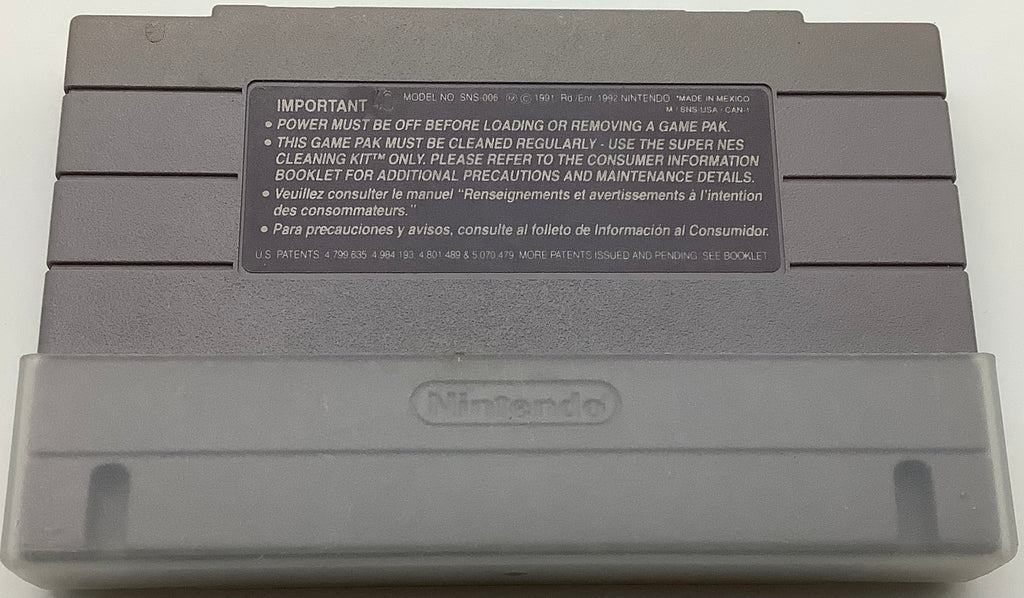 IMPORTANT
MODEL NO. SNS-006 Ⓜ © 1991 Rd/Enr. 1992 NINTENDO *MADE IN MEXICO
M / SNS-USA / CAN-1
• POWER MUST BE OFF BEFORE LOADING OR REMOVING A GAME PAK.
• THIS GAME PAK MUST BE CLEANED REGULARLY - USE THE SUPER NES
CLEANING KIT™ ONLY. PLEASE REFER TO THE CONSUMER INFORMATION
BOOKLET FOR ADDITIONAL PRECAUTIONS AND MAINTENANCE DETAILS.
• Veuillez consulter le manuel "Renseignements et avertissements à l'intention
des consommateurs."
• Para precauciones y avisos, consulte al folleto de Información al Consumidor.
U.S. PATENTS 4,799,635 4,984,193 4,801,489 & 5,070,479 MORE PATENTS ISSUED AND PENDING SEE BOOKLET
Nintendo